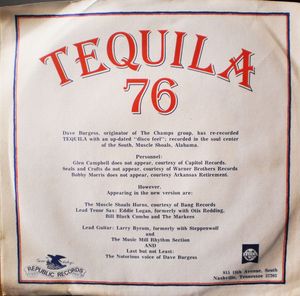 TEQUILA
76
Dave Burgess, originator of The Champs group, has re-recorded
TEQUILA with an up-dated "disco feel"; recorded in the soul center
of the South, Muscle Shoals, Alabama.
Personnel:
Glen Campbell does not appear, courtesy of Capitol Records.
Seals and Crofts do not appear, courtesy of Warner Brothers Records
Bobby Morris does not appear, courtesy Arkansas Retirement.
However,
Appearing in the new version are:
The Muscle Shoals Horns, courtesy of Bang Records
Lead Tenor Sax: Eddie Logan, formerly with Otis Redding,
Bill Black Combo and The Markees
Lead Guitar: Larry Byrom, formerly with Steppenwolf
and
The Music Mill Rhythm Section
AND
Last but not Least:
The Notorious voice of Dave Burgess
REPUBLIC RECORDS
815 18th Avenue, South
Nashville, Tennessee 37203